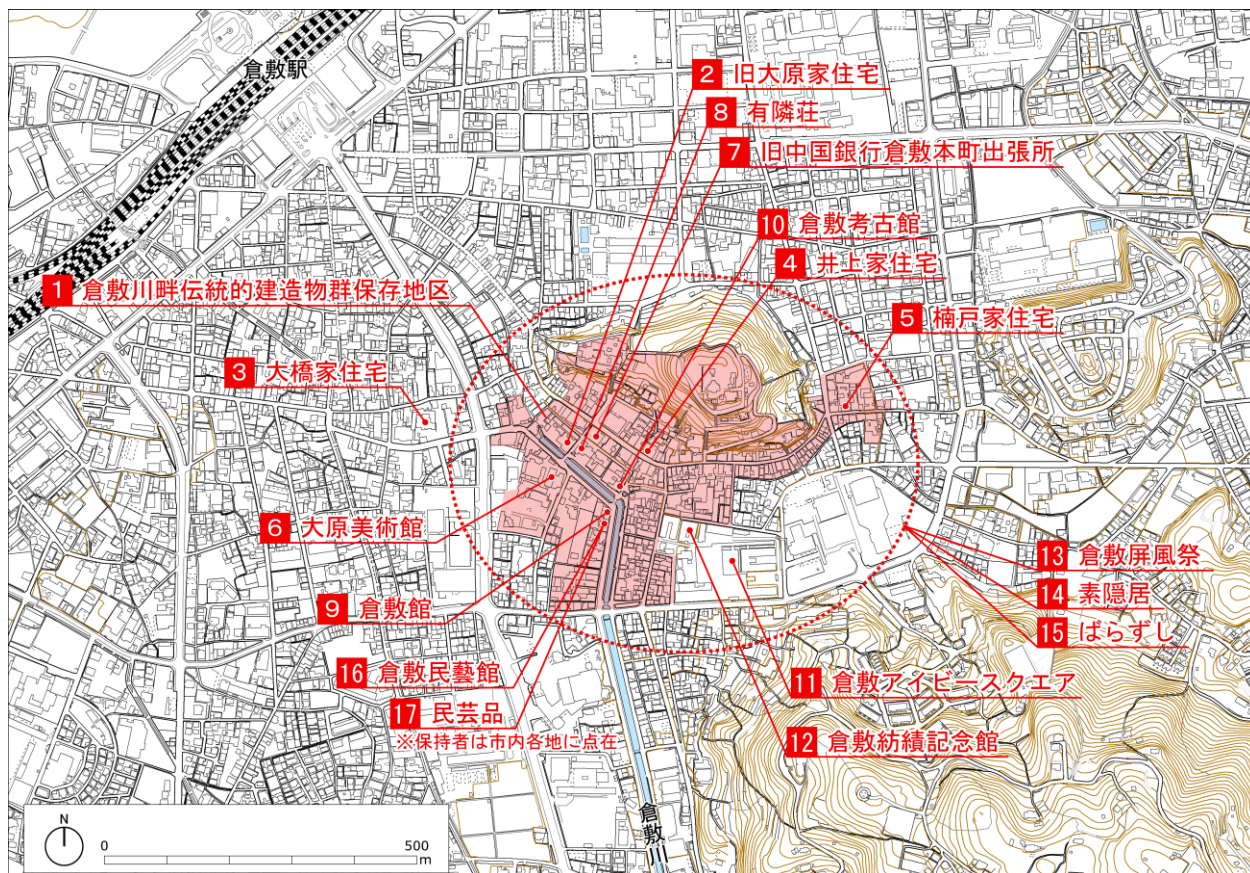 倉敷駅
2 旧大原家住宅
8 有隣荘
7 旧中国銀行倉敷本町出張所
10 倉敷考古館
4 井上家住宅
1 倉敷川畔伝統的建造物群保存地区
5 楠戸家住宅
3 大橋家住宅
6 大原美術館
13 倉敷屏風祭
14 素隠居
15 ばらずし
9 倉敷館
16 倉敷民藝館
11 倉敷アイビースクエア
17 民芸品
※保持者は市内各地に点在
12 倉敷紡績記念館
倉敷川
N
0 500
m